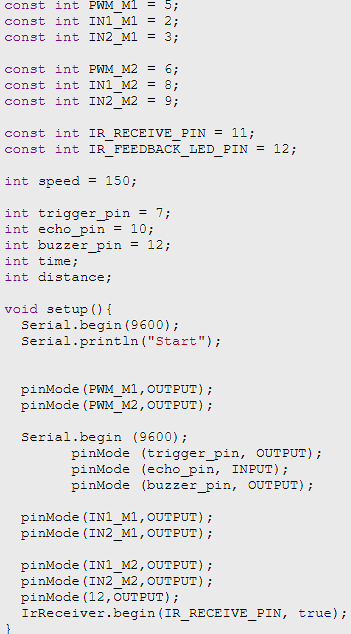 const int PWM_M1 = 5;
const int IN1_M1 = 2;
const int IN2_M1 = 3;

const int PWM_M2 = 6;
const int IN1_M2 = 8;
const int IN2_M2 = 9;

const int IR_RECEIVE_PIN = 11;
const int IR_FEEDBACK_LED_PIN = 12;

int speed = 150;

int trigger_pin = 7;
int echo_pin = 10;
int buzzer_pin = 12;
int time;
int distance;

void setup(){
  Serial.begin(9600);
  Serial.println("Start");


  pinMode(PWM_M1,OUTPUT);
  pinMode(PWM_M2,OUTPUT);

  Serial.begin (9600);
        pinMode (trigger_pin, OUTPUT);
        pinMode (echo_pin, INPUT);
        pinMode (buzzer_pin, OUTPUT);

  pinMode(IN1_M1,OUTPUT);
  pinMode(IN2_M1,OUTPUT);

  pinMode(IN1_M2,OUTPUT);
  pinMode(IN2_M2,OUTPUT);
  pinMode(12,OUTPUT);
  IrReceiver.begin(IR_RECEIVE_PIN, true);
}